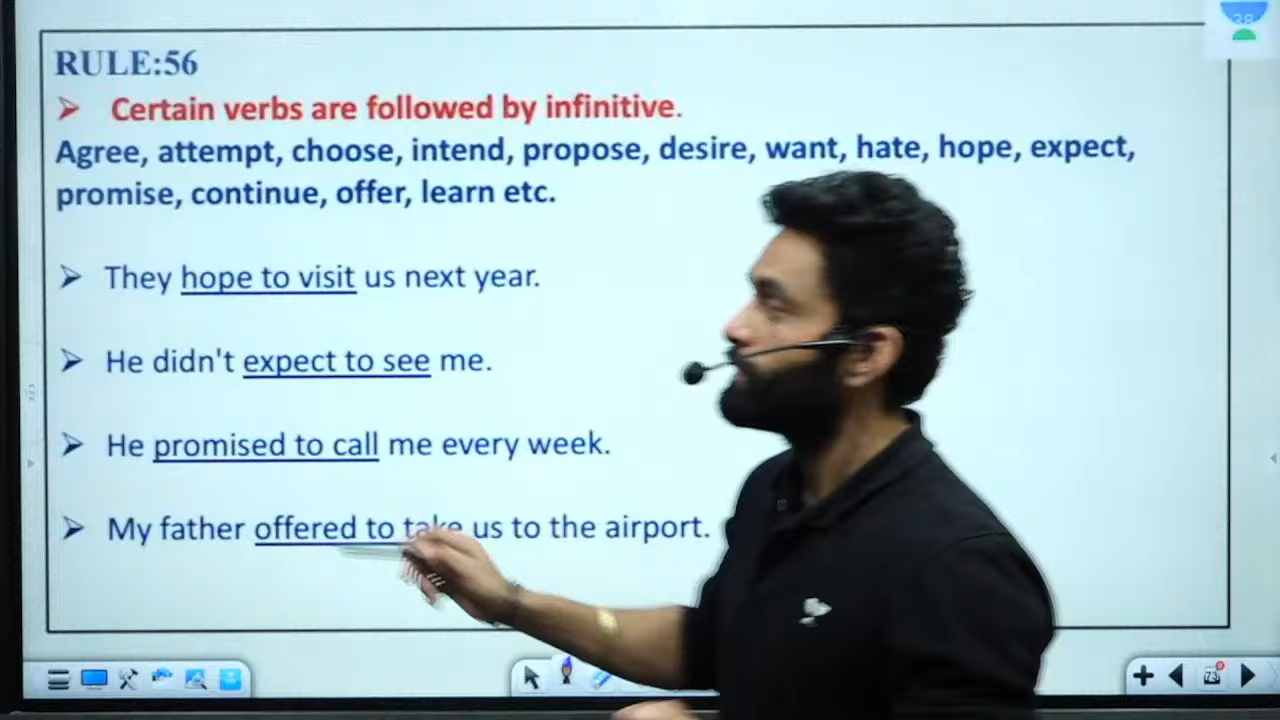 RULE:56
➤ Certain verbs are followed by infinitive.
Agree, attempt, choose, intend, propose, desire, want, hate, hope, expect,
promise, continue, offer, learn etc.
➤ They hope to visit us next year.
➤ He didn't expect to see me.
➤ He promised to call me every week.
➤ My father offered to take us to the airport.
38
73